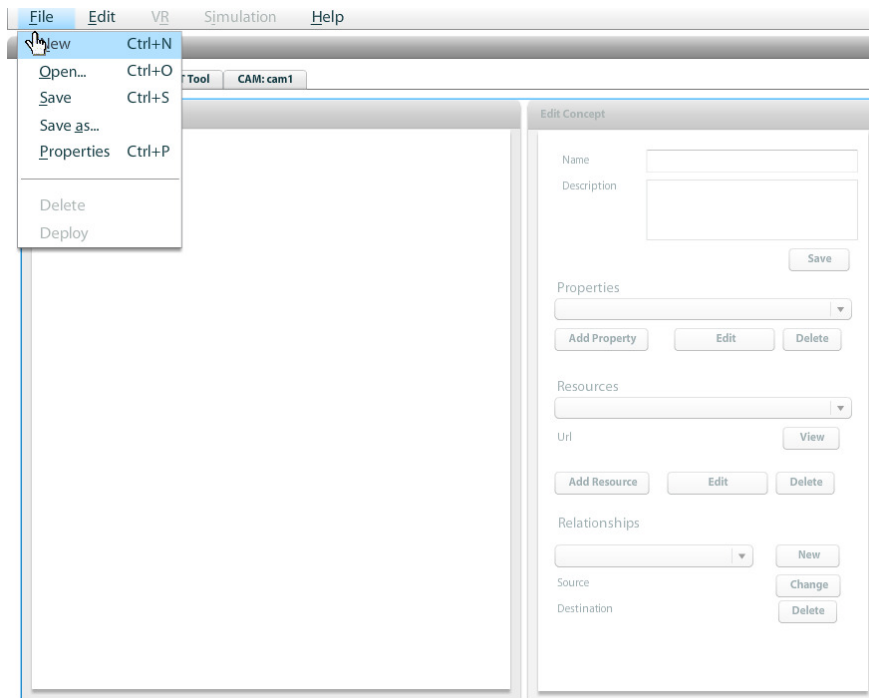 File Edit VR Simulation Help
New Ctrl+N
Open... Ctrl+O
Save Ctrl+S
Save as...
Properties Ctrl+P
Delete
Deploy
Tool CAM: cam1
Edit Concept
Name
Description
Save
Properties
Add Property Edit Delete
Resources
Url View
Add Resource Edit Delete
Relationships
New
Source Change
Destination Delete